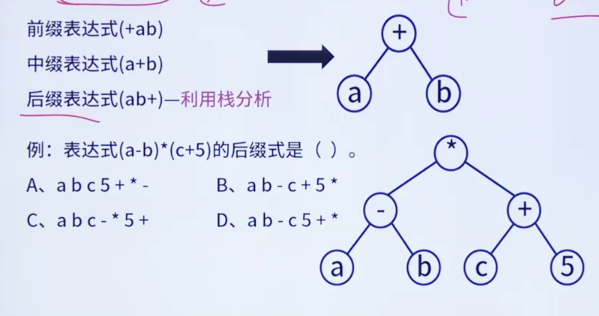 前缀表达式(+ab)
中缀表达式(a+b)
后缀表达式(ab+)—利用栈分析
+
a b
例：表达式(a-b)*(c+5)的后缀式是（ ）。
A、a b c 5 + * -
B、a b - c + 5 *
C、a b c - * 5 +
D、a b - c 5 + *
*
- +
a b c 5